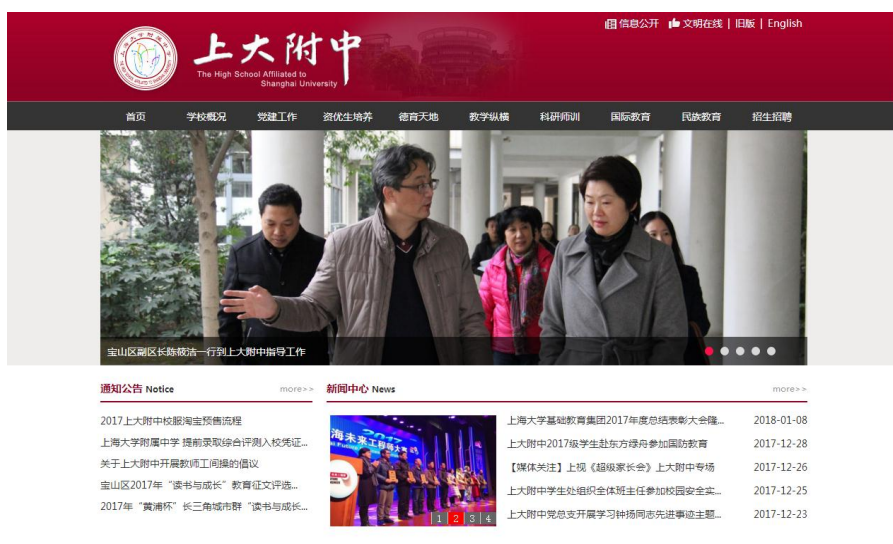 信息公开 文明在线 | 旧版 | English
上大附中
The High School Affiliated to
Shanghai University
首页 学校概况 党建工作 资优生培养 德育天地 教学纵横 科研师训 国际教育 民族教育 招生招聘
宝山区副区长陈筱洁一行到上大附中指导工作
通知公告 Notice more>>
2017上大附中校服淘宝预售流程
上海大学附属中学 提前录取综合评测入校凭证...
关于上大附中开展教师工间操的倡议
宝山区2017年“读书与成长”教育征文评选...
2017年“黄浦杯”长三角城市群“读书与成长...
新闻中心 News more>>
海未来工程师大
1 2 3 4
上海大学基础教育集团2017年度总结表彰大会隆... 2018-01-08
上大附中2017级学生赴东方绿舟参加国防教育 2017-12-28
【媒体关注】上视《超级家长会》上大附中专场 2017-12-26
上大附中学生处组织全体班主任参加校园安全实... 2017-12-25
上大附中党总支开展学习钟扬同志先进事迹主题... 2017-12-23